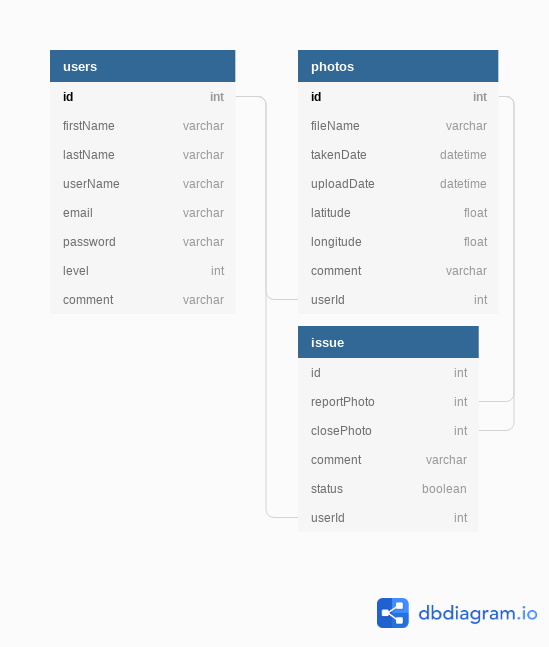 users
id int
firstName varchar
lastName varchar
userName varchar
email varchar
password varchar
level int
comment varchar
photos
id int
fileName varchar
takenDate datetime
uploadDate datetime
latitude float
longitude float
comment varchar
userId int
issue
id int
reportPhoto int
closePhoto int
comment varchar
status boolean
userId int
dbdiagram.io